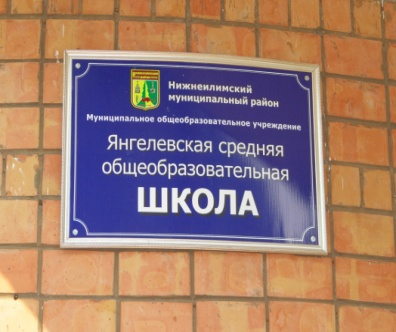 Нижнеилимский
муниципальный район
Муниципальное общеобразовательное учреждение
Янгелевская средняя
общеобразовательная
ШКОЛА